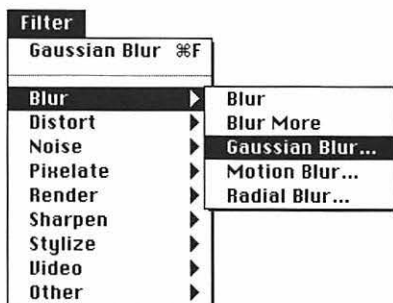 Filter
Gaussian Blur ⌘F
Blur
Distort
Noise
Pixelate
Render
Sharpen
Stylize
Video
Other
Blur
Blur More
Gaussian Blur...
Motion Blur...
Radial Blur...